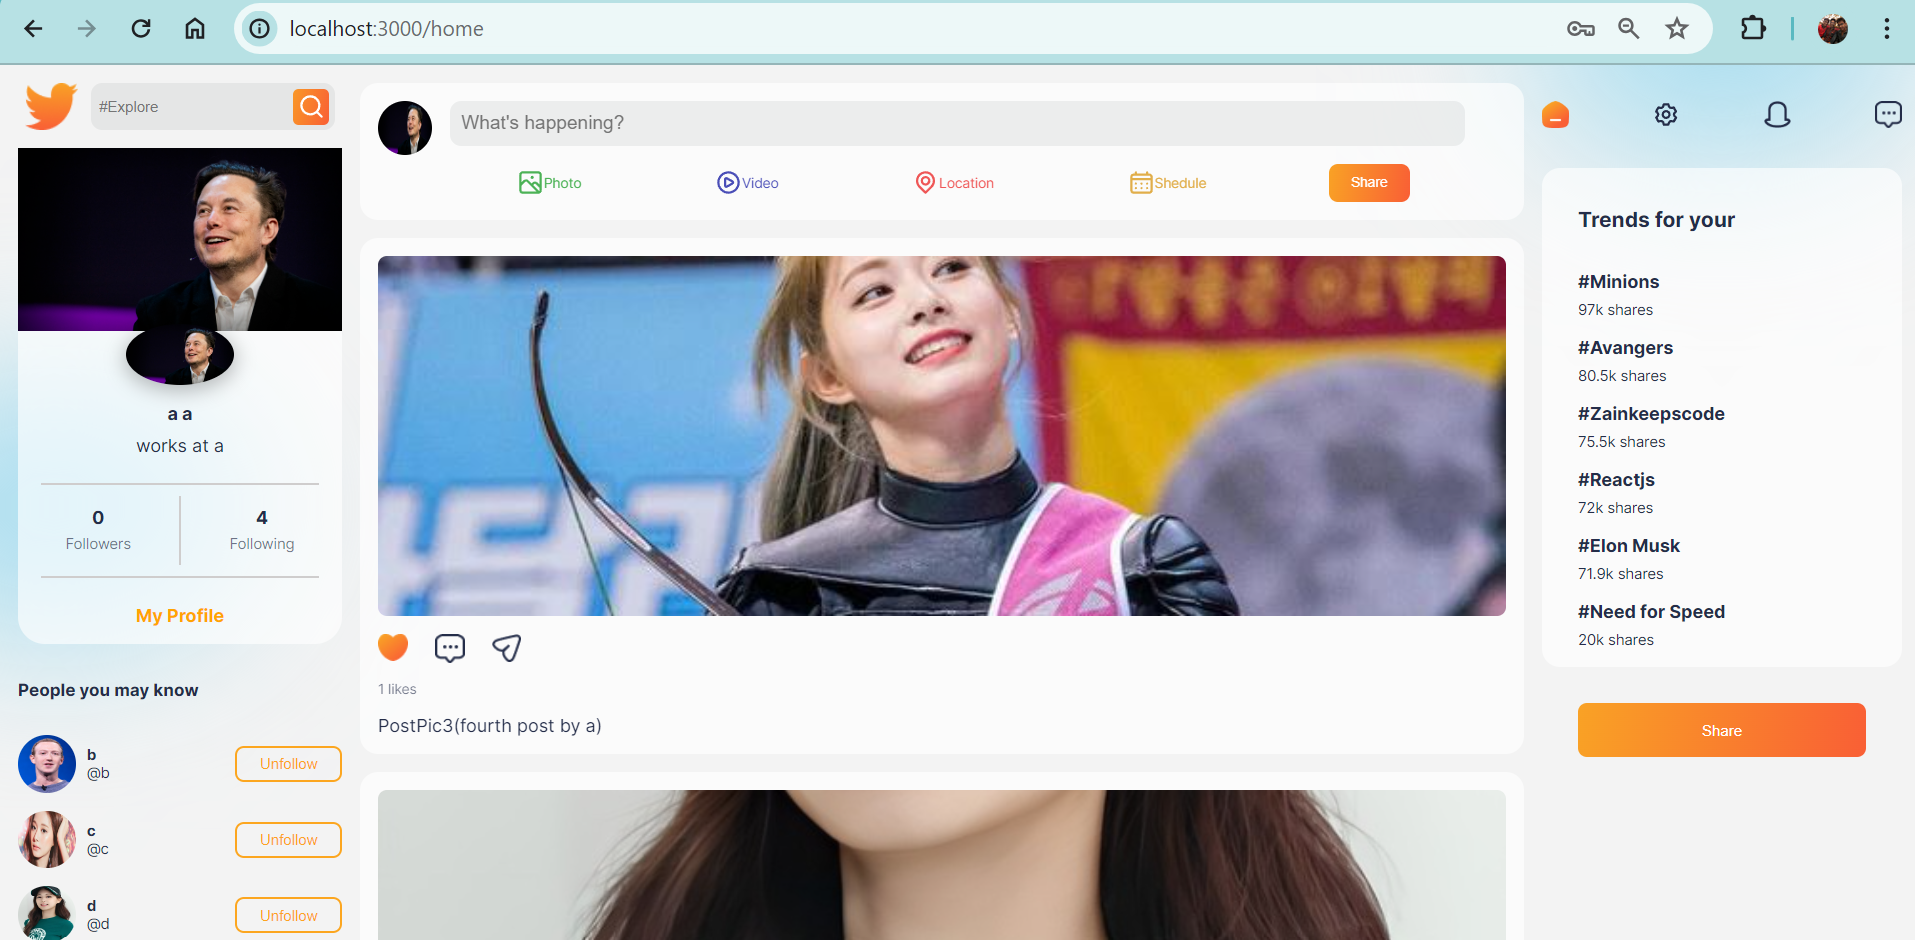 localhost:3000/home
#Explore
What's happening?
Photo
Video
Location
Shedule
Share
a a
works at a
0
Followers
4
Following
My Profile
People you may know
b
@b
Unfollow
c
@c
Unfollow
d
@d
Unfollow
1 likes
PostPic3(fourth post by a)
Trends for your
#Minions
97k shares
#Avangers
80.5k shares
#Zainkeepscode
75.5k shares
#Reactjs
72k shares
#Elon Musk
71.9k shares
#Need for Speed
20k shares
Share